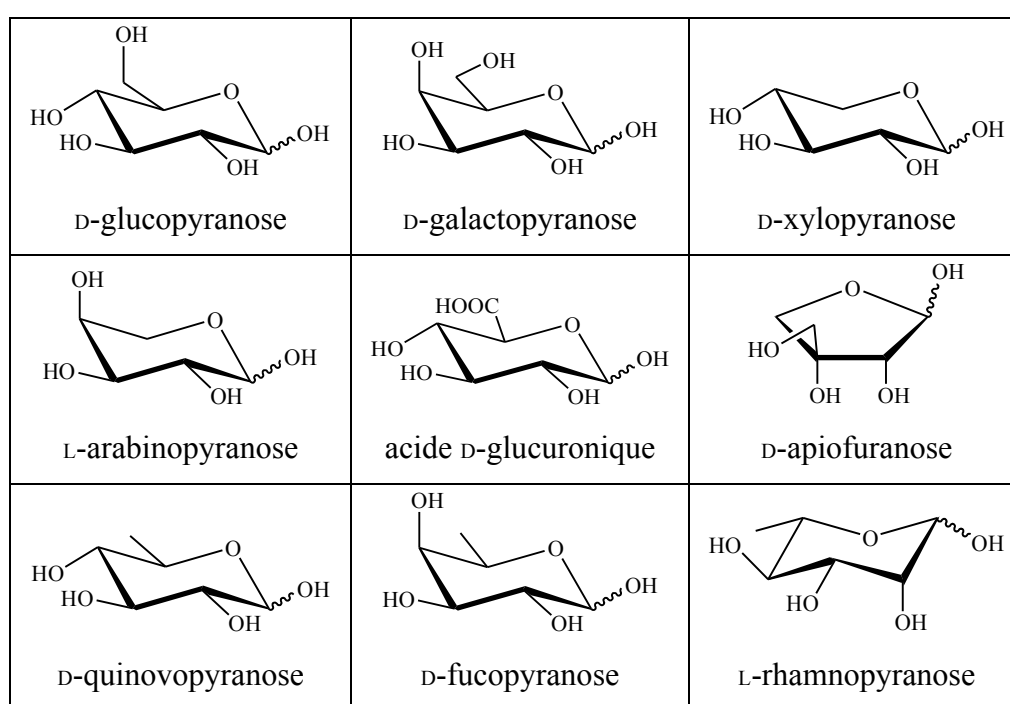 OH
O
HO
HO
OH
OH
D-glucopyranose
OH
OH
O
HO
OH
OH
D-galactopyranose
O
HO
HO
OH
OH
D-xylopyranose
OH
O
HO
OH
OH
L-arabinopyranose
HOOC
O
HO
HO
OH
OH
acide D-glucuronique
OH
O
HO
OH
OH
D-apiofuranose
O
HO
HO
OH
OH
D-quinovopyranose
OH
O
HO
OH
OH
D-fucopyranose
O
HO
OH
HO
OH
L-rhamnopyranose